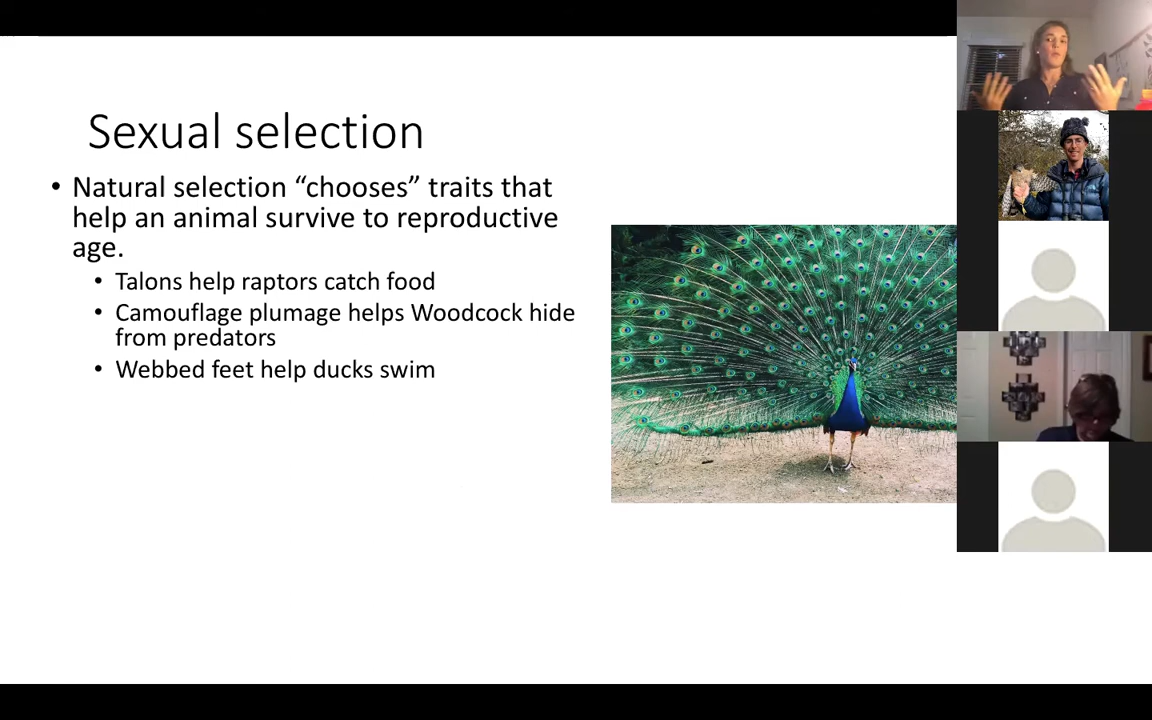 Sexual selection
• Natural selection “chooses” traits that
help an animal survive to reproductive
age.
• Talons help raptors catch food
• Camouflage plumage helps Woodcock hide
from predators
• Webbed feet help ducks swim